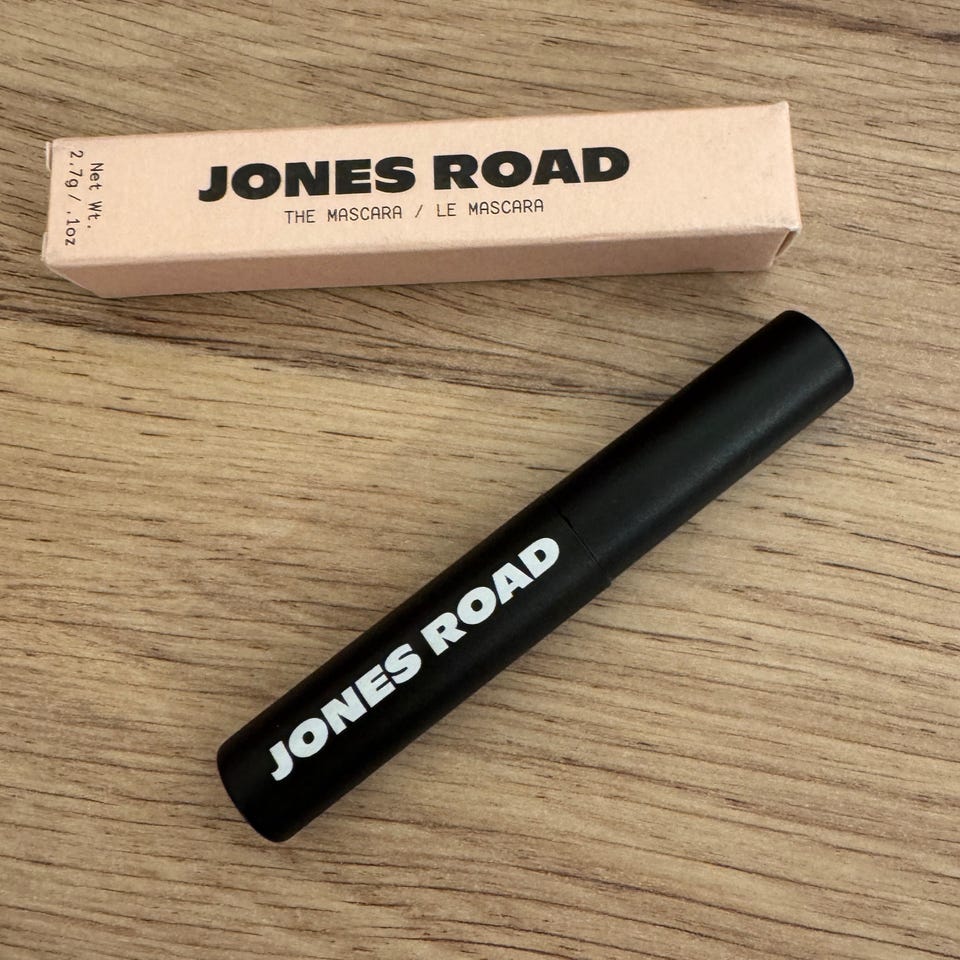 Net Wt.
2.7g / .1oz
JONES ROAD
THE MASCARA / LE MASCARA
JONES ROAD